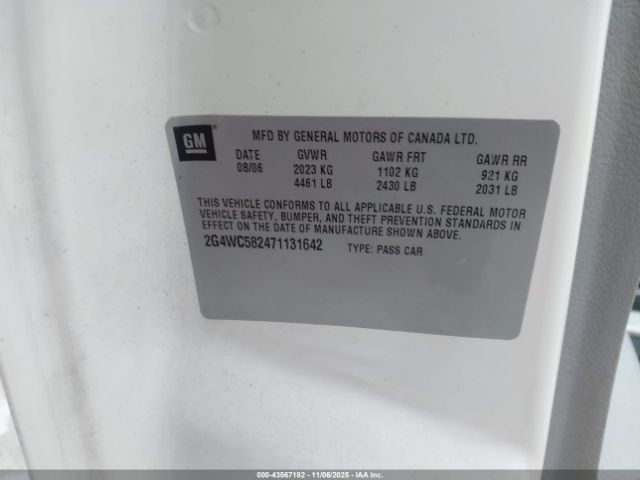 GM
MFD BY GENERAL MOTORS OF CANADA LTD.
DATE GVWR GAWR FRT GAWR RR
08/06 2023 KG 1102 KG 921 KG
4461 LB 2430 LB 2031 LB
THIS VEHICLE CONFORMS TO ALL APPLICABLE U.S. FEDERAL MOTOR
VEHICLE SAFETY, BUMPER, AND THEFT PREVENTION STANDARDS IN
EFFECT ON THE DATE OF MANUFACTURE SHOWN ABOVE.
2G4WC582471131642 TYPE: PASS CAR
000-43567182 - 11/06/2025 - IAA, Inc.